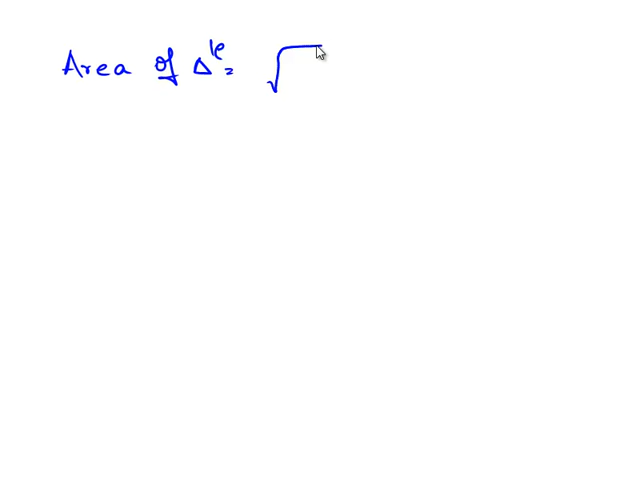 Area of Δle = √